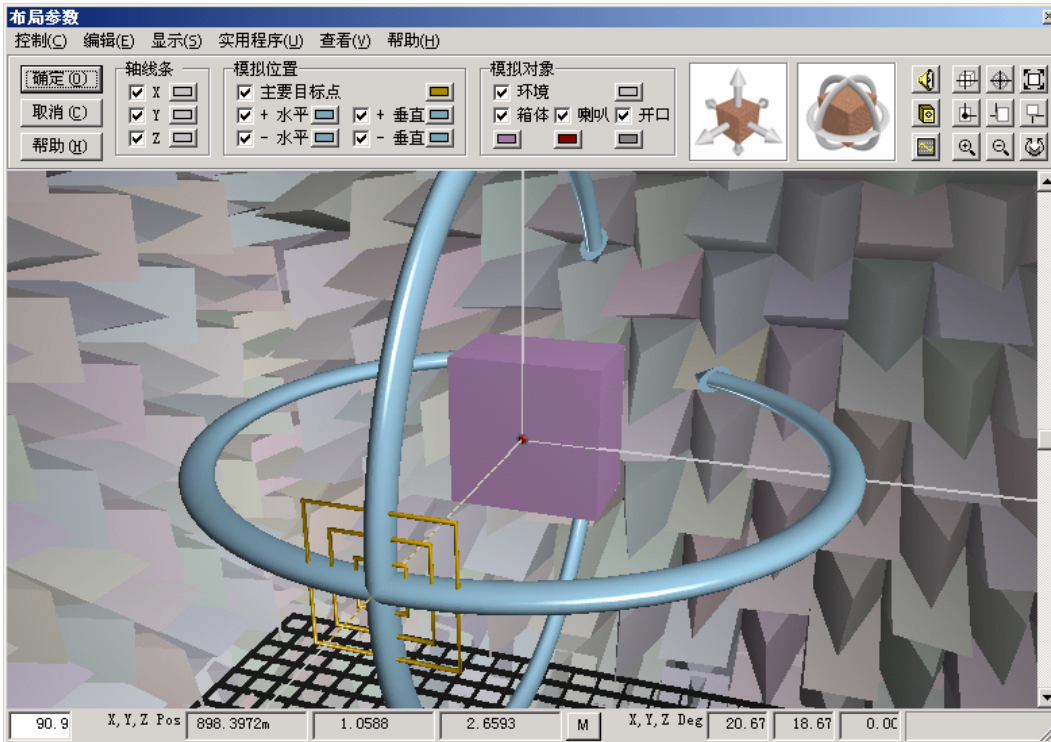 布局参数
控制(C) 编辑(E) 显示(S) 实用程序(U) 查看(V) 帮助(H)
确定(O)
取消(C)
帮助(H)
轴线条
X
Y
Z
模拟位置
主要目标点
+ 水平 + 垂直
- 水平 - 垂直
模拟对象
环境
箱体 喇叭 开口
90.9 X,Y,Z Pos 898.3972m 1.0588 2.6593 M X,Y,Z Deg 20.67 18.67 0.00